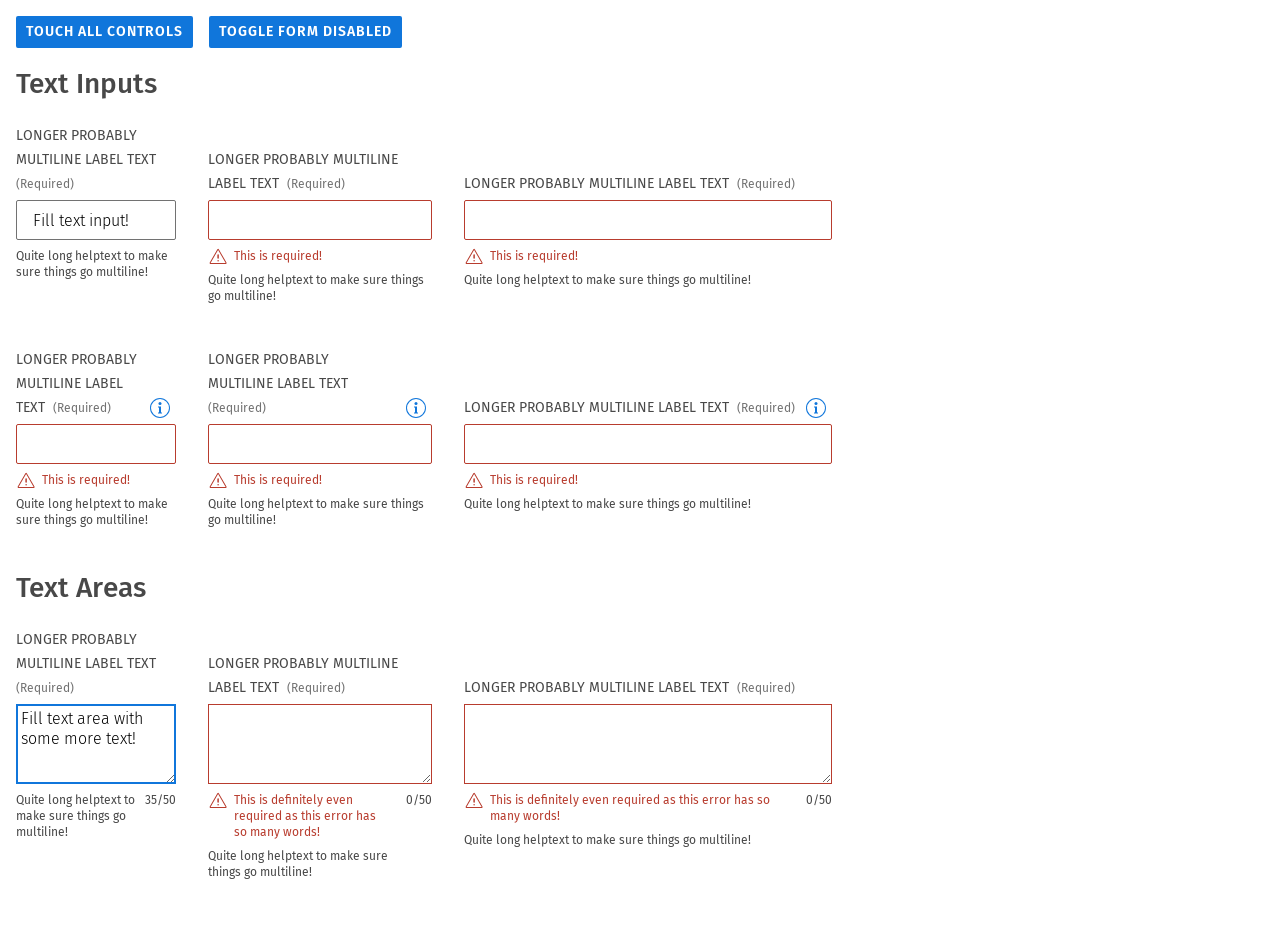 TOUCH ALL CONTROLS
TOGGLE FORM DISABLED
Text Inputs
LONGER PROBABLY
MULTILINE LABEL TEXT
(Required)
Fill text input!
Quite long helptext to make
sure things go multiline!
LONGER PROBABLY MULTILINE
LABEL TEXT (Required)
This is required!
Quite long helptext to make sure things
go multiline!
LONGER PROBABLY MULTILINE LABEL TEXT (Required)
This is required!
Quite long helptext to make sure things go multiline!
LONGER PROBABLY
MULTILINE LABEL
TEXT (Required)
This is required!
Quite long helptext to make
sure things go multiline!
LONGER PROBABLY
MULTILINE LABEL TEXT
(Required)
This is required!
Quite long helptext to make sure things
go multiline!
LONGER PROBABLY MULTILINE LABEL TEXT (Required)
This is required!
Quite long helptext to make sure things go multiline!
Text Areas
LONGER PROBABLY
MULTILINE LABEL TEXT
(Required)
Fill text area with
some more text!
Quite long helptext to 35/50
make sure things go
multiline!
LONGER PROBABLY MULTILINE
LABEL TEXT (Required)
This is definitely even 0/50
required as this error has
so many words!
Quite long helptext to make sure
things go multiline!
LONGER PROBABLY MULTILINE LABEL TEXT (Required)
This is definitely even required as this error has so 0/50
many words!
Quite long helptext to make sure things go multiline!